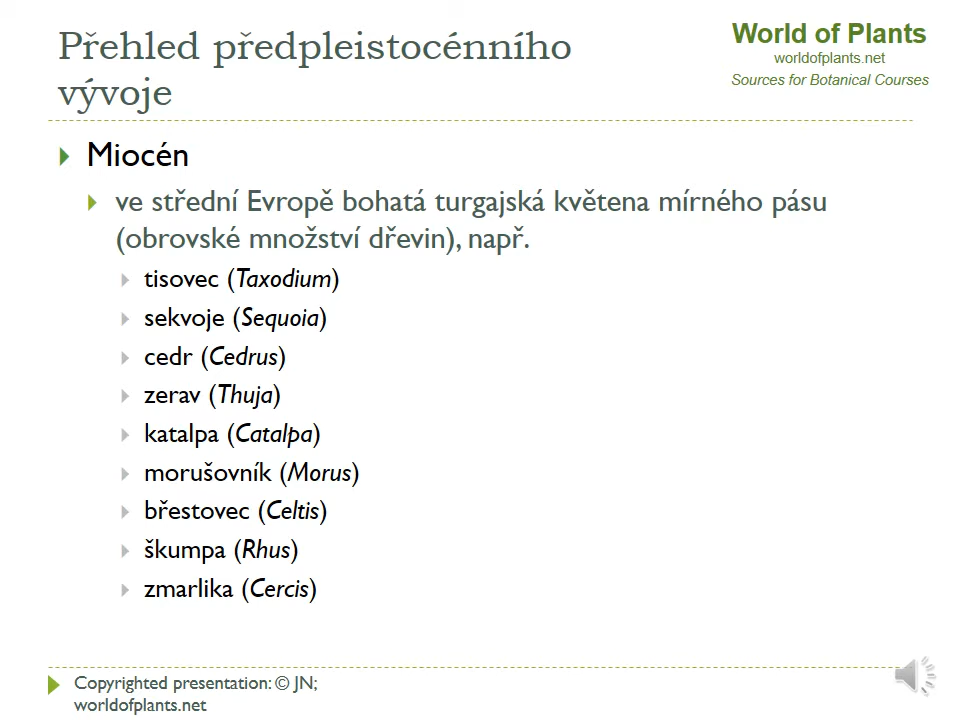 Přehled předpleistocénního
vývoje
World of Plants
worldofplants.net
Sources for Botanical Courses
Miocén
ve střední Evropě bohatá turgajská květena mírného pásu
(obrovské množství dřevin), např.
tisovec (Taxodium)
sekvoje (Sequoia)
cedr (Cedrus)
zerav (Thuja)
katalpa (Catalpa)
morušovník (Morus)
břestovec (Celtis)
škumpa (Rhus)
zmarlika (Cercis)
Copyrighted presentation: © JN;
worldofplants.net